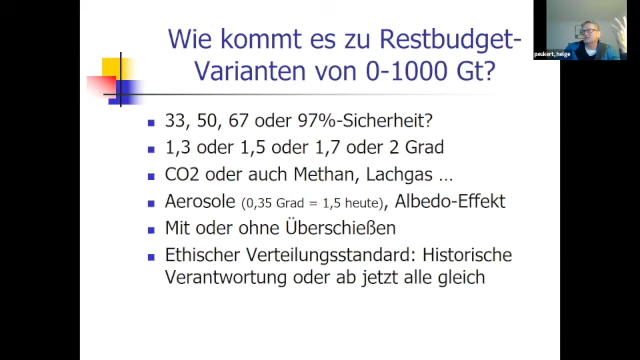 Wie kommt es zu Restbudget-
Varianten von 0-1000 Gt?
33, 50, 67 oder 97%-Sicherheit?
1,3 oder 1,5 oder 1,7 oder 2 Grad
CO2 oder auch Methan, Lachgas ...
Aerosole (0,35 Grad = 1,5 heute), Albedo-Effekt
Mit oder ohne Überschießen
Ethischer Verteilungsstandard: Historische
Verantwortung oder ab jetzt alle gleich
peukert, helge